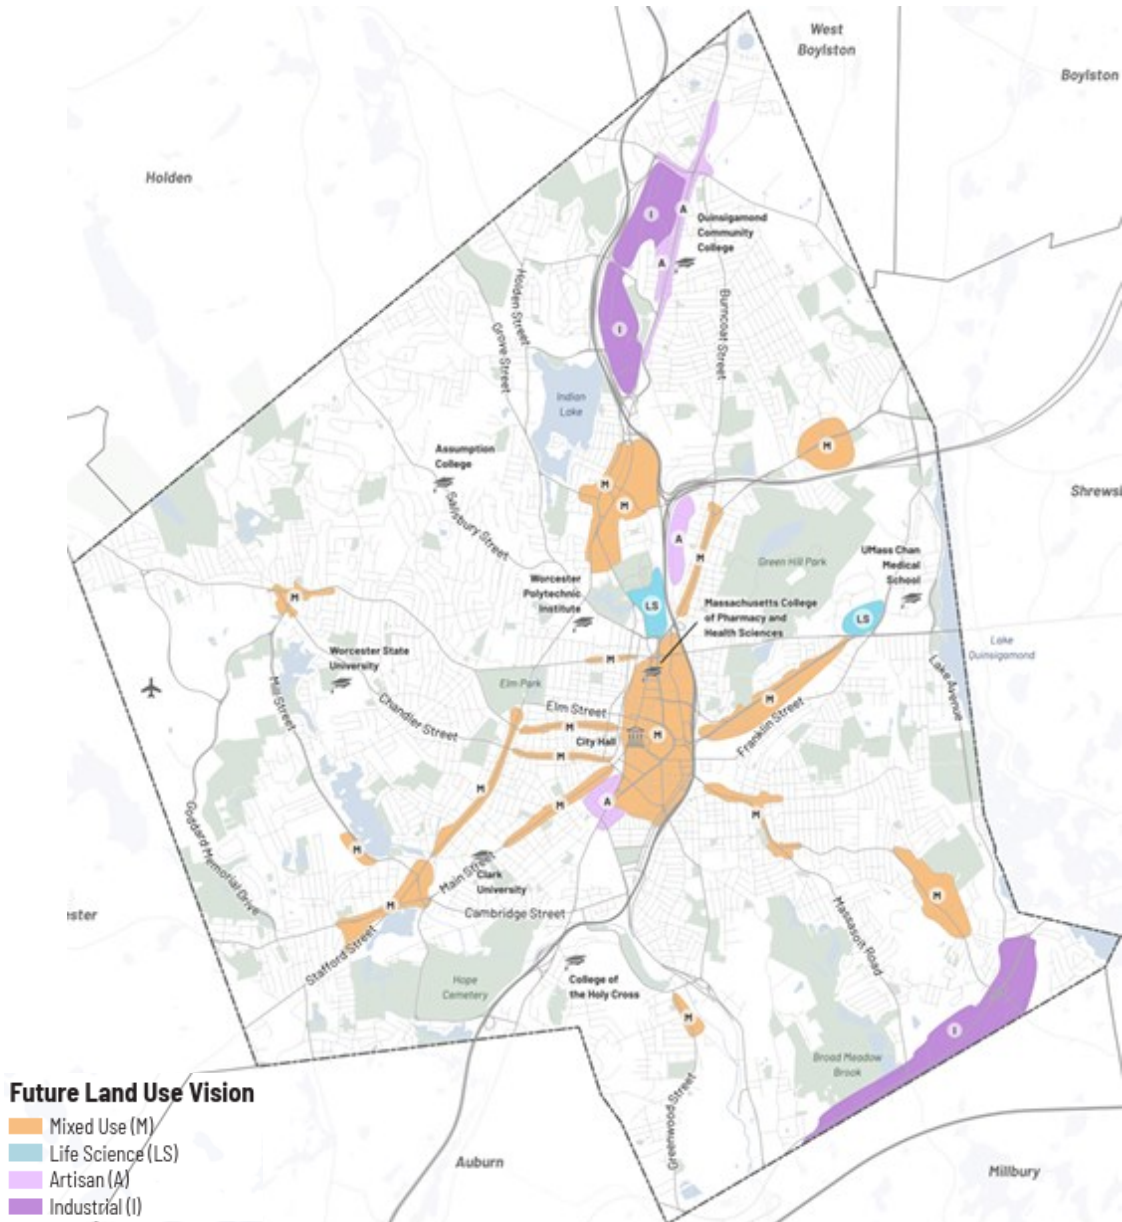 West
Boylston
Boylston
Holden
I
A
Quinsigamond
Community
College
A
Holden Street
Grove Street
Burncoat Street
I
Indian
Lake
M
Assumption
College
M
M
Shrews
Salisbury Street
A
M
Green Hill Park
UMass Chan
Medical
School
Worcester
Polytechnic
Institute
M
LS
Massachusetts College
of Pharmacy and
Health Sciences
LS
Lake
Quinsigamond
Worcester State
University
M
Elm Park
Lake Avenue
Mill Street
Chandler Street
Elm Street
M
Franklin Street
M
City Hall
M
M
M
A
M
M
Goddard Memorial Drive
M
Main Street
Clark
University
M
M
Cambridge Street
ster
Massasoit Road
Stafford Street
Hope
Cemetery
College of
the Holy Cross
M
I
Broad Meadow
Brook
Greenwood Street
Future Land Use Vision
Mixed Use (M)
Life Science (LS)
Artisan (A)
Industrial (I)
Auburn
Millbury